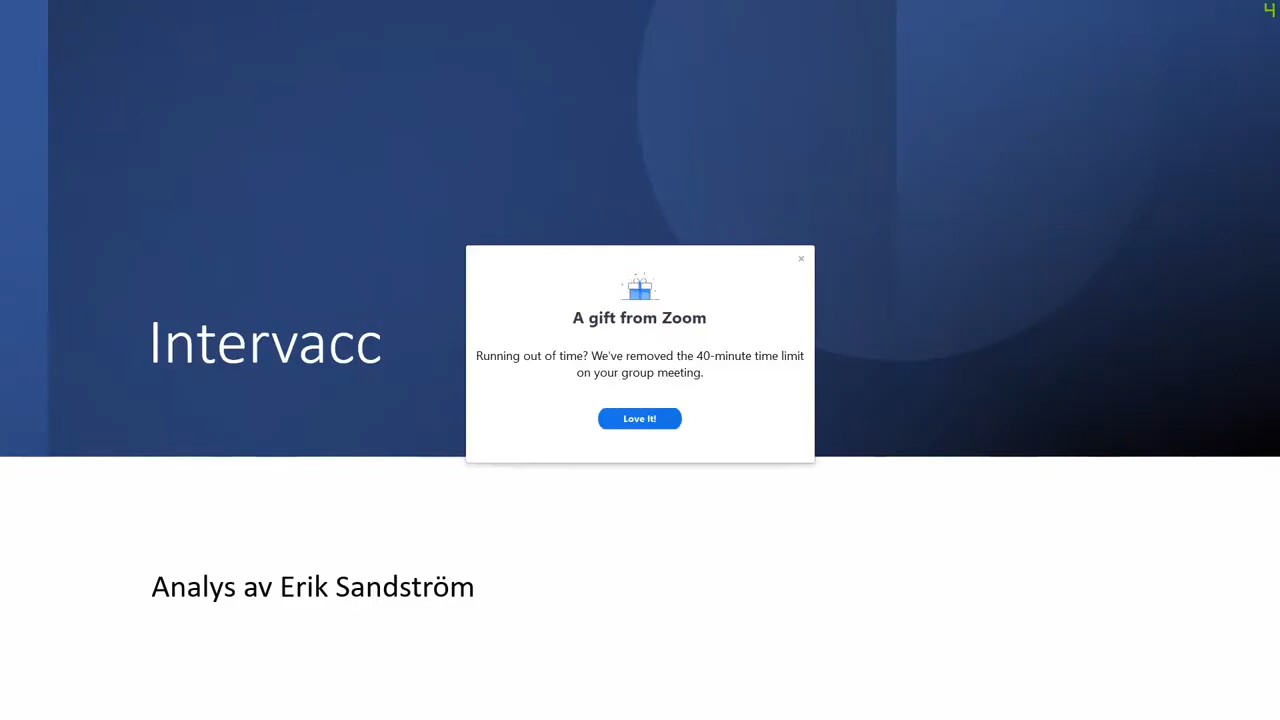 4
Intervacc
×
A gift from Zoom
Running out of time? We've removed the 40-minute time limit
on your group meeting.
Love It!
Analys av Erik Sandström